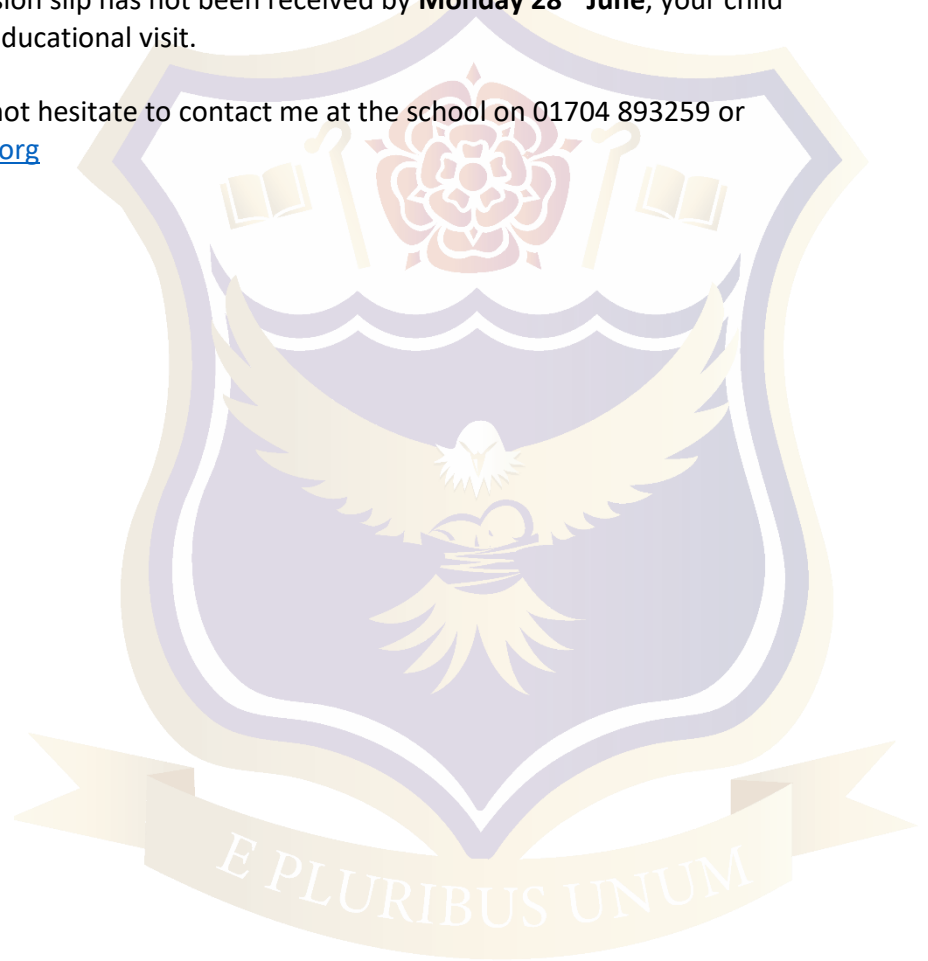 sion slip has not been received by Monday 28 June, your child
ducational visit.
not hesitate to contact me at the school on 01704 893259 or
org
E PLURIBUS UNUM